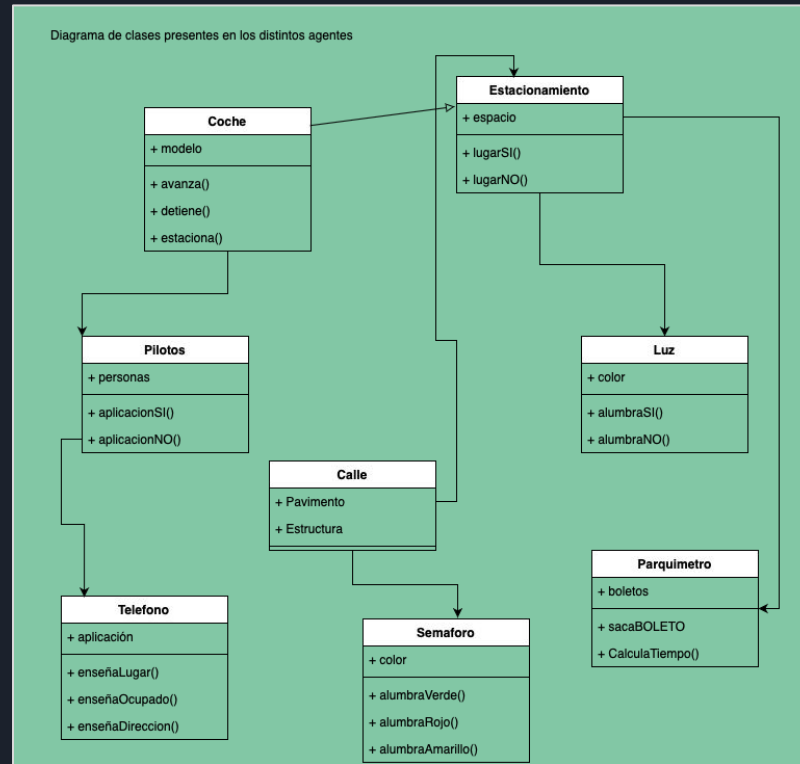 Diagrama de clases presentes en los distintos agentes
Coche
+ modelo
+ avanza()
+ detiene()
+ estaciona()
Estacionamiento
+ espacio
+ lugarSI()
+ lugarNO()
Pilotos
+ personas
+ aplicacionSI()
+ aplicacionNO()
Luz
+ color
+ alumbraSI()
+ alumbraNO()
Calle
+ Pavimento
+ Estructura
Telefono
+ aplicación
+ enseñaLugar()
+ enseñaOcupado()
+ enseñaDireccion()
Semaforo
+ color
+ alumbraVerde()
+ alumbraRojo()
+ alumbraAmarillo()
Parquimetro
+ boletos
+ sacaBOLETO
+ CalculaTiempo()